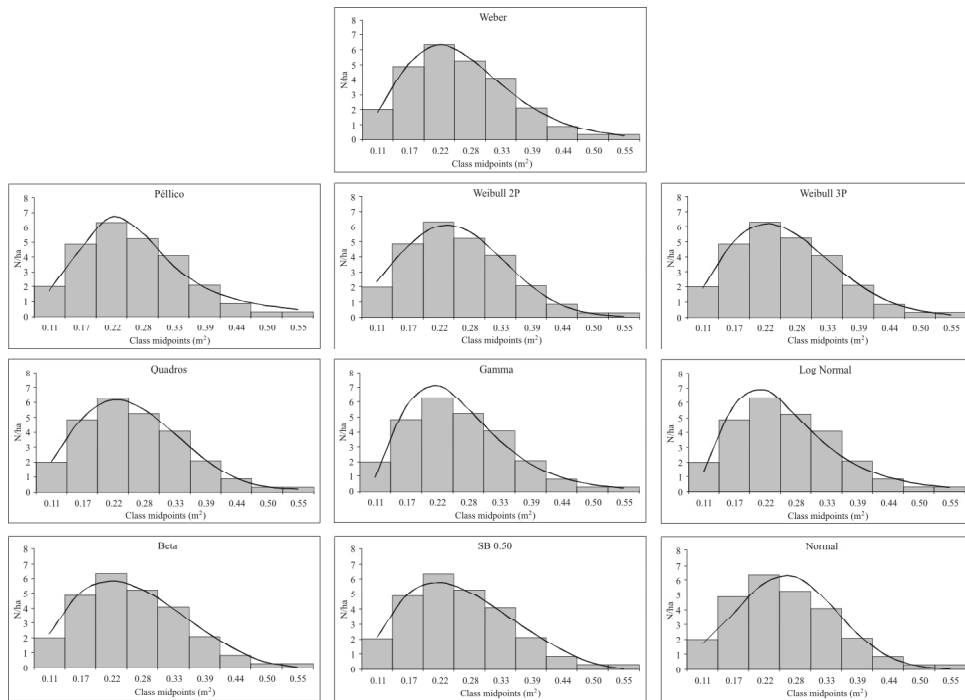 Weber
N/ha
8
7
6
5
4
3
2
1
0
0.11 0.17 0.22 0.28 0.33 0.39 0.44 0.50 0.55
Class midpoints (m²)
Péllico
N/ha
8
7
6
5
4
3
2
1
0
0.11 0.17 0.22 0.28 0.33 0.39 0.44 0.50 0.55
Class midpoints (m²)
Weibull 2P
N/ha
8
7
6
5
4
3
2
1
0
0.11 0.17 0.22 0.28 0.33 0.39 0.44 0.50 0.55
Class midpoints (m²)
Weibull 3P
N/ha
8
7
6
5
4
3
2
1
0
0.11 0.17 0.22 0.28 0.33 0.39 0.44 0.50 0.55
Class midpoints (m²)
Quadros
N/ha
8
7
6
5
4
3
2
1
0
0.11 0.17 0.22 0.28 0.33 0.39 0.44 0.50 0.55
Class midpoints (m²)
Gamma
N/ha
8
7
6
5
4
3
2
1
0
0.11 0.17 0.22 0.28 0.33 0.39 0.44 0.50 0.55
Class midpoints (m²)
Log Normal
N/ha
8
7
6
5
4
3
2
1
0
0.11 0.17 0.22 0.28 0.33 0.39 0.44 0.50 0.55
Class midpoints (m²)
Beta
N/ha
8
7
6
5
4
3
2
1
0
0.11 0.17 0.22 0.28 0.33 0.39 0.44 0.50 0.55
Class midpoints (m²)
SB 0.50
N/ha
8
7
6
5
4
3
2
1
0
0.11 0.17 0.22 0.28 0.33 0.39 0.44 0.50 0.55
Class midpoints (m²)
Normal
N/ha
8
7
6
5
4
3
2
1
0
0.11 0.17 0.22 0.28 0.33 0.39 0.44 0.50 0.55
Class midpoints (m²)